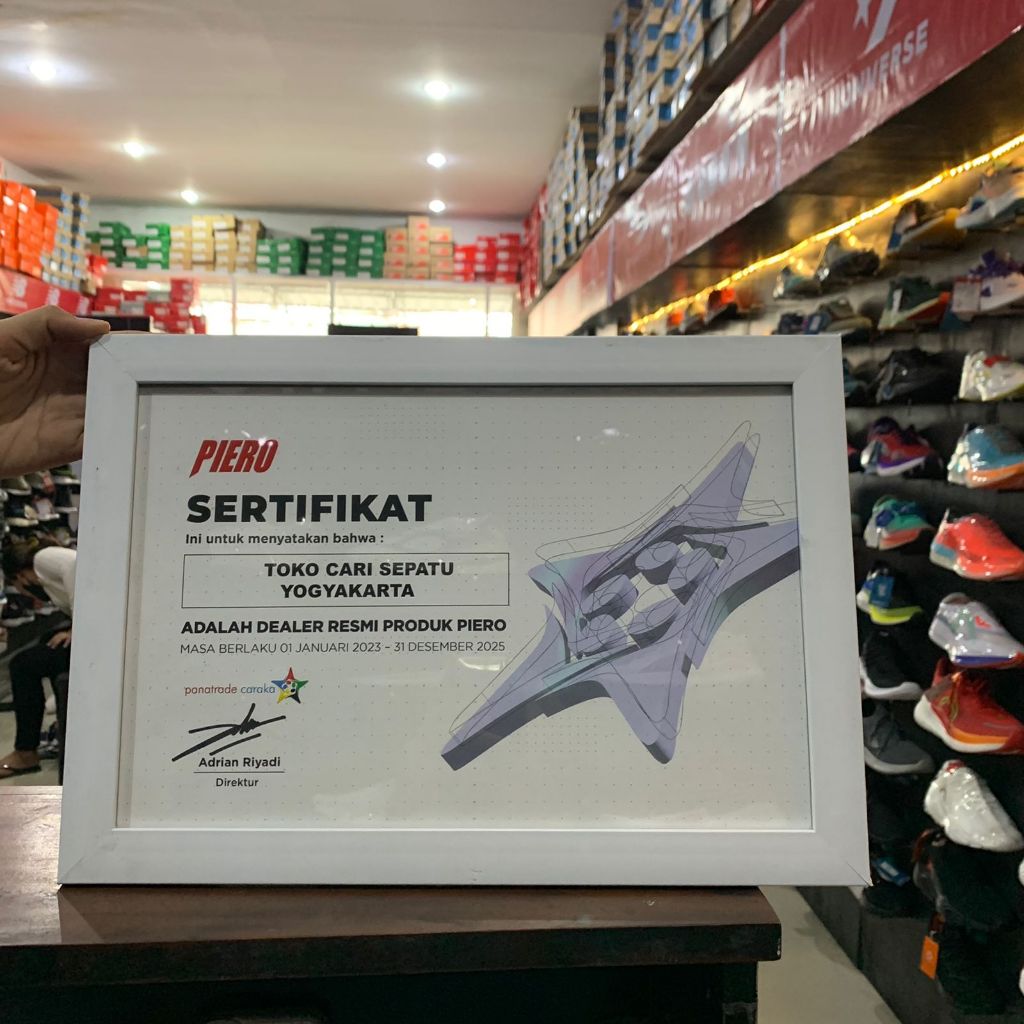 CONVERSE
PIERO
SERTIFIKAT
Ini untuk menyatakan bahwa :
TOKO CARI SEPATU
YOGYAKARTA
ADALAH DEALER RESMI PRODUK PIERO
MASA BERLAKU 01 JANUARI 2023 – 31 DESEMBER 2025
panatrade caraka
Adrian Riyadi
Direktur